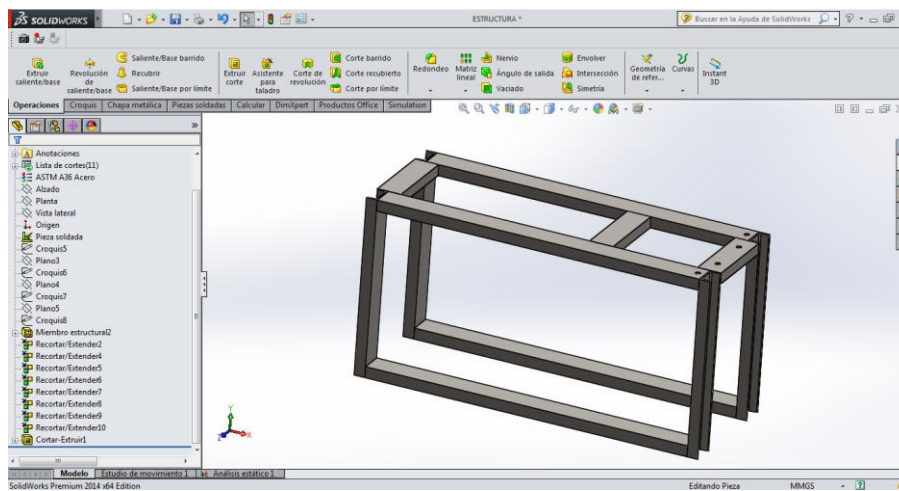 SOLIDWORKS
ESTRUCTURA *
Buscar en la Ayuda de SolidWorks
Extruir saliente/base
Revolución de saliente/base
Saliente/Base barrido
Recubrir
Saliente/Base por límite
Extruir corte
Asistente para taladro
Corte de revolución
Corte barrido
Corte recubierto
Corte por límite
Redondeo
Matriz lineal
Nervio
Ángulo de salida
Vaciado
Envolver
Intersección
Simetría
Geometría de refer...
Curvas
Instant 3D
Operaciones Croquis Chapa metálica Piezas soldadas Calcular DimXpert Productos Office Simulation
Anotaciones
Lista de cortes(11)
ASTM A36 Acero
Alzado
Planta
Vista lateral
Origen
Pieza soldada
Croquis5
Plano3
Croquis6
Plano4
Croquis7
Plano5
Croquis8
Miembro estructural2
Recortar/Extender2
Recortar/Extender4
Recortar/Extender5
Recortar/Extender6
Recortar/Extender7
Recortar/Extender8
Recortar/Extender9
Recortar/Extender10
Cortar-Extruir1
Y
Z X
Modelo Estudio de movimiento 1 Análisis estático 1
SolidWorks Premium 2014 x64 Edition Editando Pieza MMGS